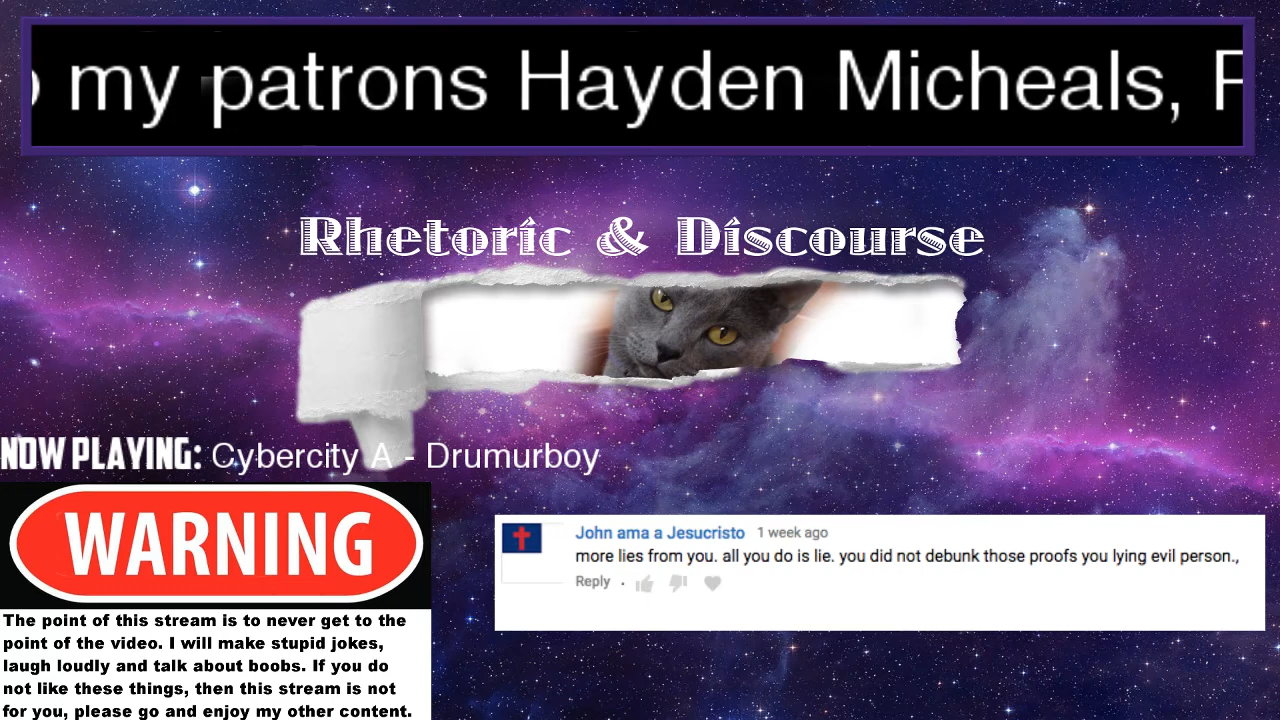 my patrons Hayden Micheals,
Rhetoric & Discourse
NOW PLAYING: Cybercity A - Drumurboy
WARNING
The point of this stream is to never get to the
point of the video. I will make stupid jokes,
laugh loudly and talk about boobs. If you do
not like these things, then this stream is not
for you, please go and enjoy my other content.
John ama a Jesucristo 1 week ago
more lies from you. all you do is lie. you did not debunk those proofs you lying evil person.,
Reply